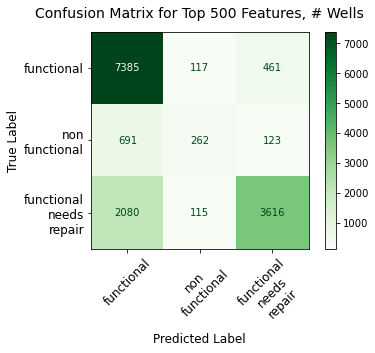 Confusion Matrix for Top 500 Features, # Wells
functional
non
functional
functional
needs
repair
True Label
7385 117 461
691 262 123
2080 115 3616
functional
non
functional
functional
needs
repair
Predicted Label
7000
6000
5000
4000
3000
2000
1000